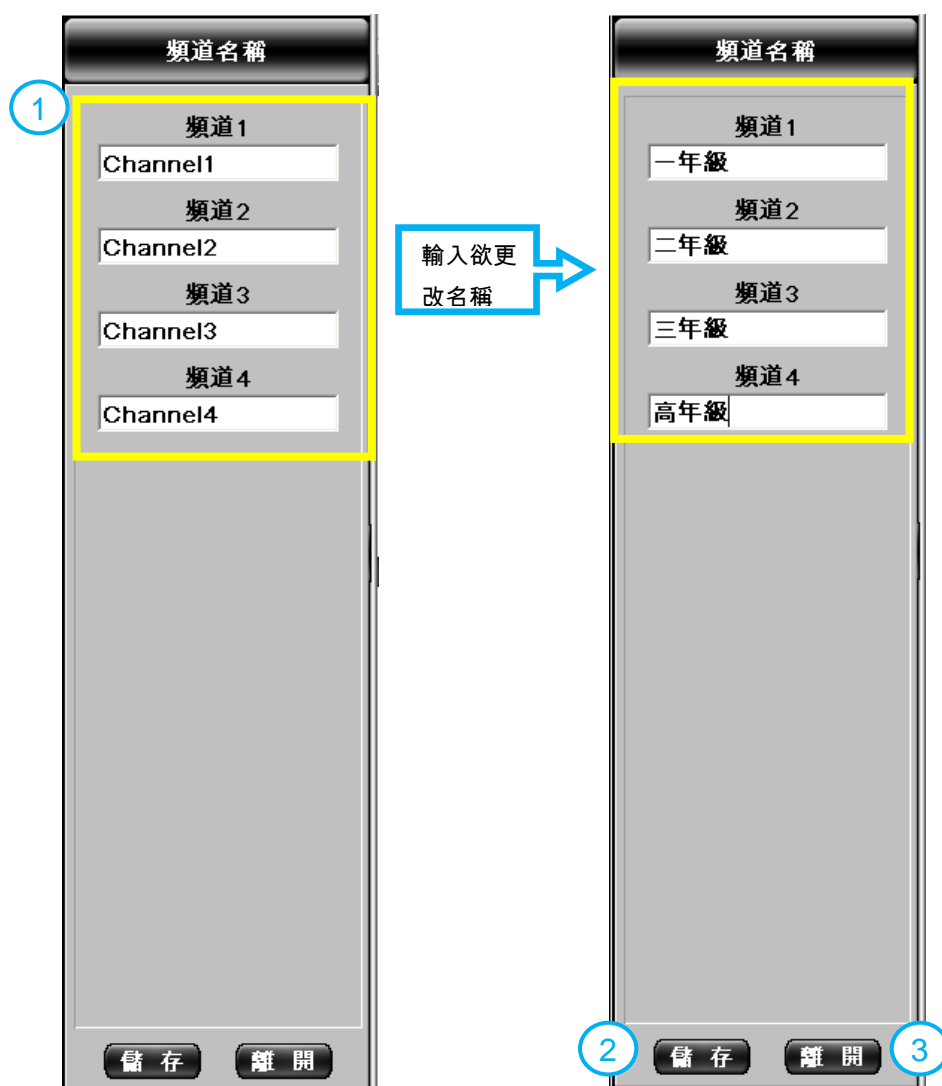 頻道名稱
1
頻道1
Channel1
頻道2
Channel2
頻道3
Channel3
頻道4
Channel4
儲 存
離 開
輸入欲更
改名稱
頻道名稱
頻道1
一年級
頻道2
二年級
頻道3
三年級
頻道4
高年級
2
儲 存
離 開
3